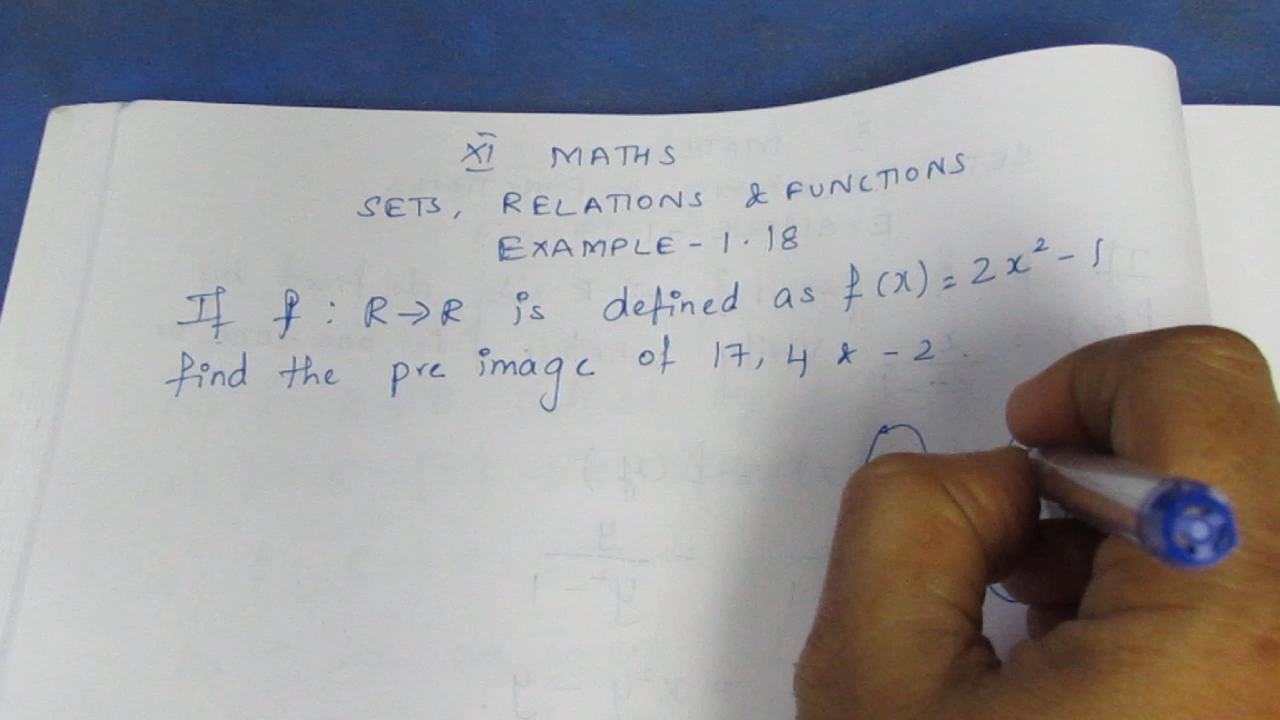 XI MATHS
SETS, RELATIONS & FUNCTIONS
EXAMPLE - 1.18
If f : R → R is defined as f(x) = 2x² - 1
find the pre image of 17, 4 & - 2